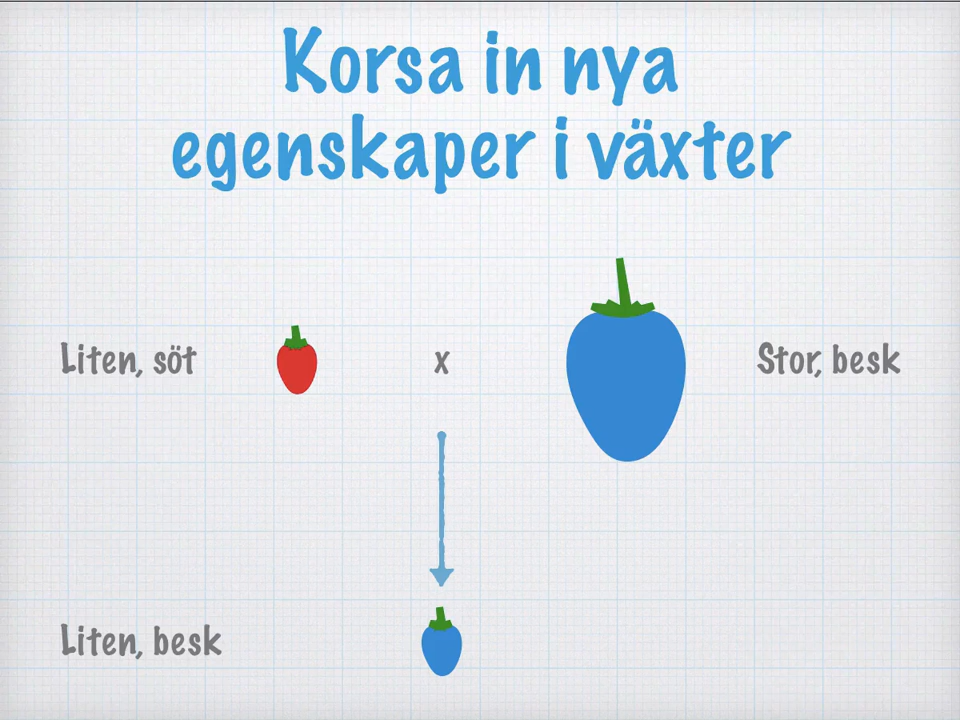 Korsa in nya
egenskaper i växter
Liten, söt
x
Stor, besk
Liten, besk